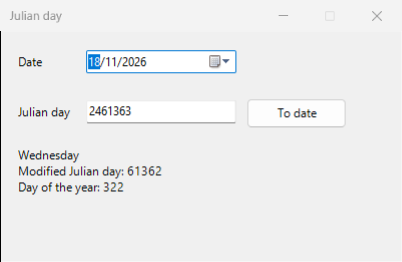 Julian day
Date 18/11/2026
Julian day 2461363 To date
Wednesday
Modified Julian day: 61362
Day of the year: 322